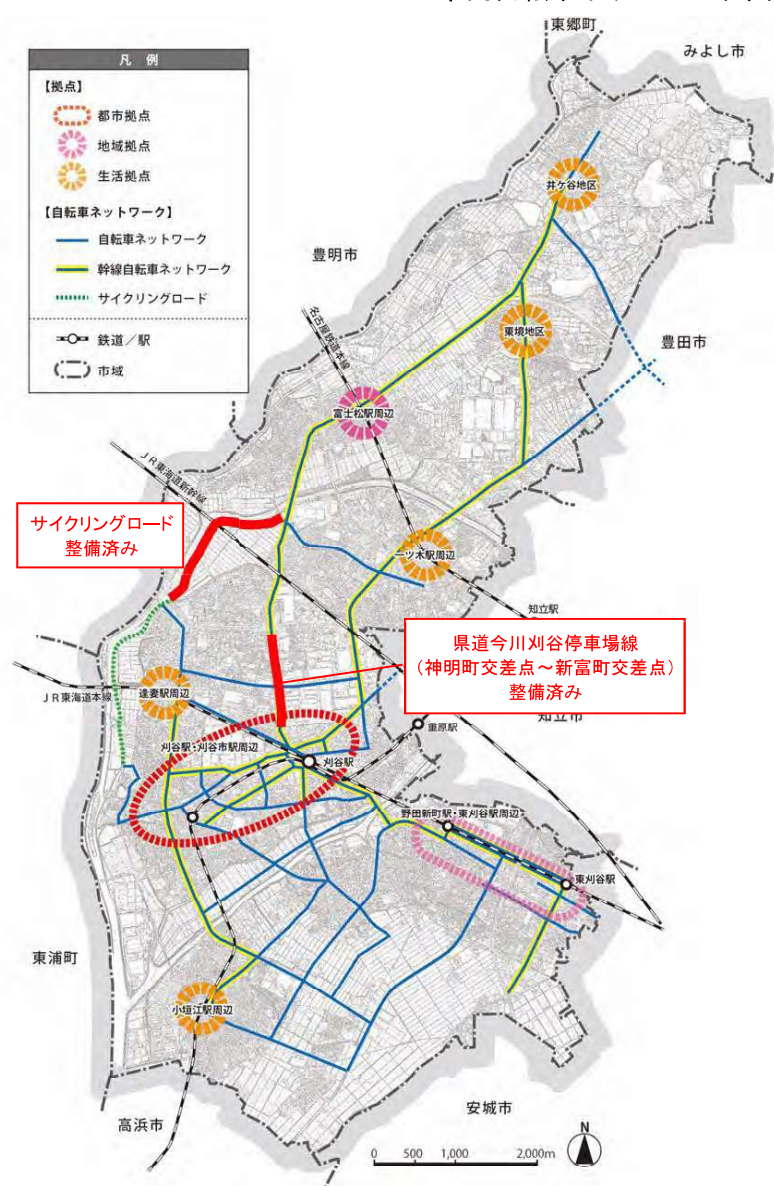 東郷町
みよし市
凡 例
【拠点】
都市拠点
地域拠点
生活拠点
【自転車ネットワーク】
自転車ネットワーク
幹線自転車ネットワーク
サイクリングロード
鉄道/駅
市域
井ケ谷地区
豊明市
名古屋鉄道本線
東境地区
豊田市
富士松駅周辺
JR東海道新幹線
サイクリングロード
整備済み
一ツ木駅周辺
知立駅
県道今川刈谷停車場線
(神明町交差点~新富町交差点)
整備済み
逢妻駅周辺
JR東海道本線
知立市
重原駅
刈谷駅・刈谷市駅周辺
刈谷駅
野田新町駅・東刈谷駅周辺
東刈谷駅
東浦町
小垣江駅周辺
高浜市
安城市
N
0 500 1,000 2,000m